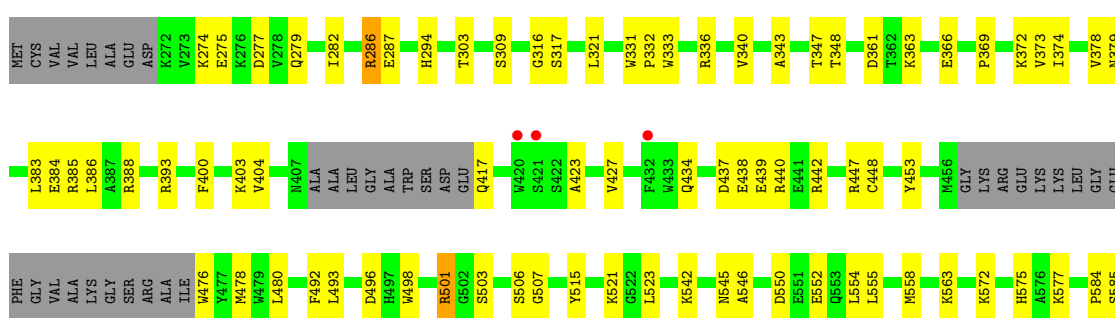 MET CYS VAL VAL LEU ALA GLU ASP K272 V273 K274 E275 K276 D277 V278 Q279 I282 R286 E287 H294 T303 S309 G316 S317 L321 W331 P332 W333 R336 V340 A343 T347 T348 D361 T362 K363 E366 P369 K372 V373 I374 V378 N379
L383 E384 R385 L386 A387 R388 R393 F400 K403 V404 N407 ALA ALA LEU GLY ALA TRP SER ASP GLU Q417 W420 S421 S422 A423 V427 F432 W433 Q434 D437 E438 E439 R440 E441 R442 R447 C448 Y453 M456 GLY LYS ARG GLU LYS LYS LEU GLY GLU
PHE GLY VAL ALA LYS GLY SER ARG ALA ILE W476 Y477 M478 W479 L480 F492 L493 D496 H497 W498 R501 G502 S503 S506 G507 Y515 K521 G522 L523 K542 N545 A546 D550 E551 E552 Q553 L554 L555 M558 K563 K572 H575 A576 K577 P584 S585